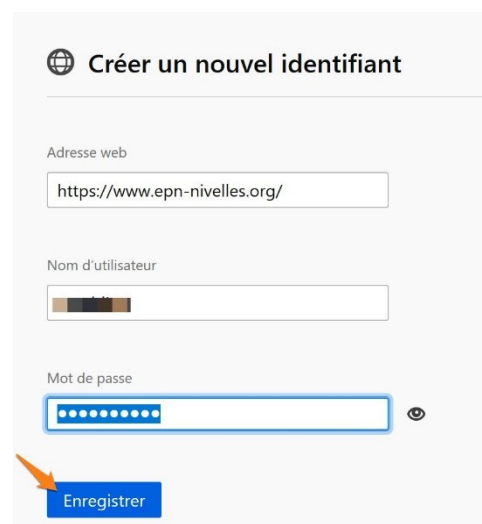 Créer un nouvel identifiant
Adresse web
https://www.epn-nivelles.org/
Nom d'utilisateur
Mot de passe
••••••••••
Enregistrer